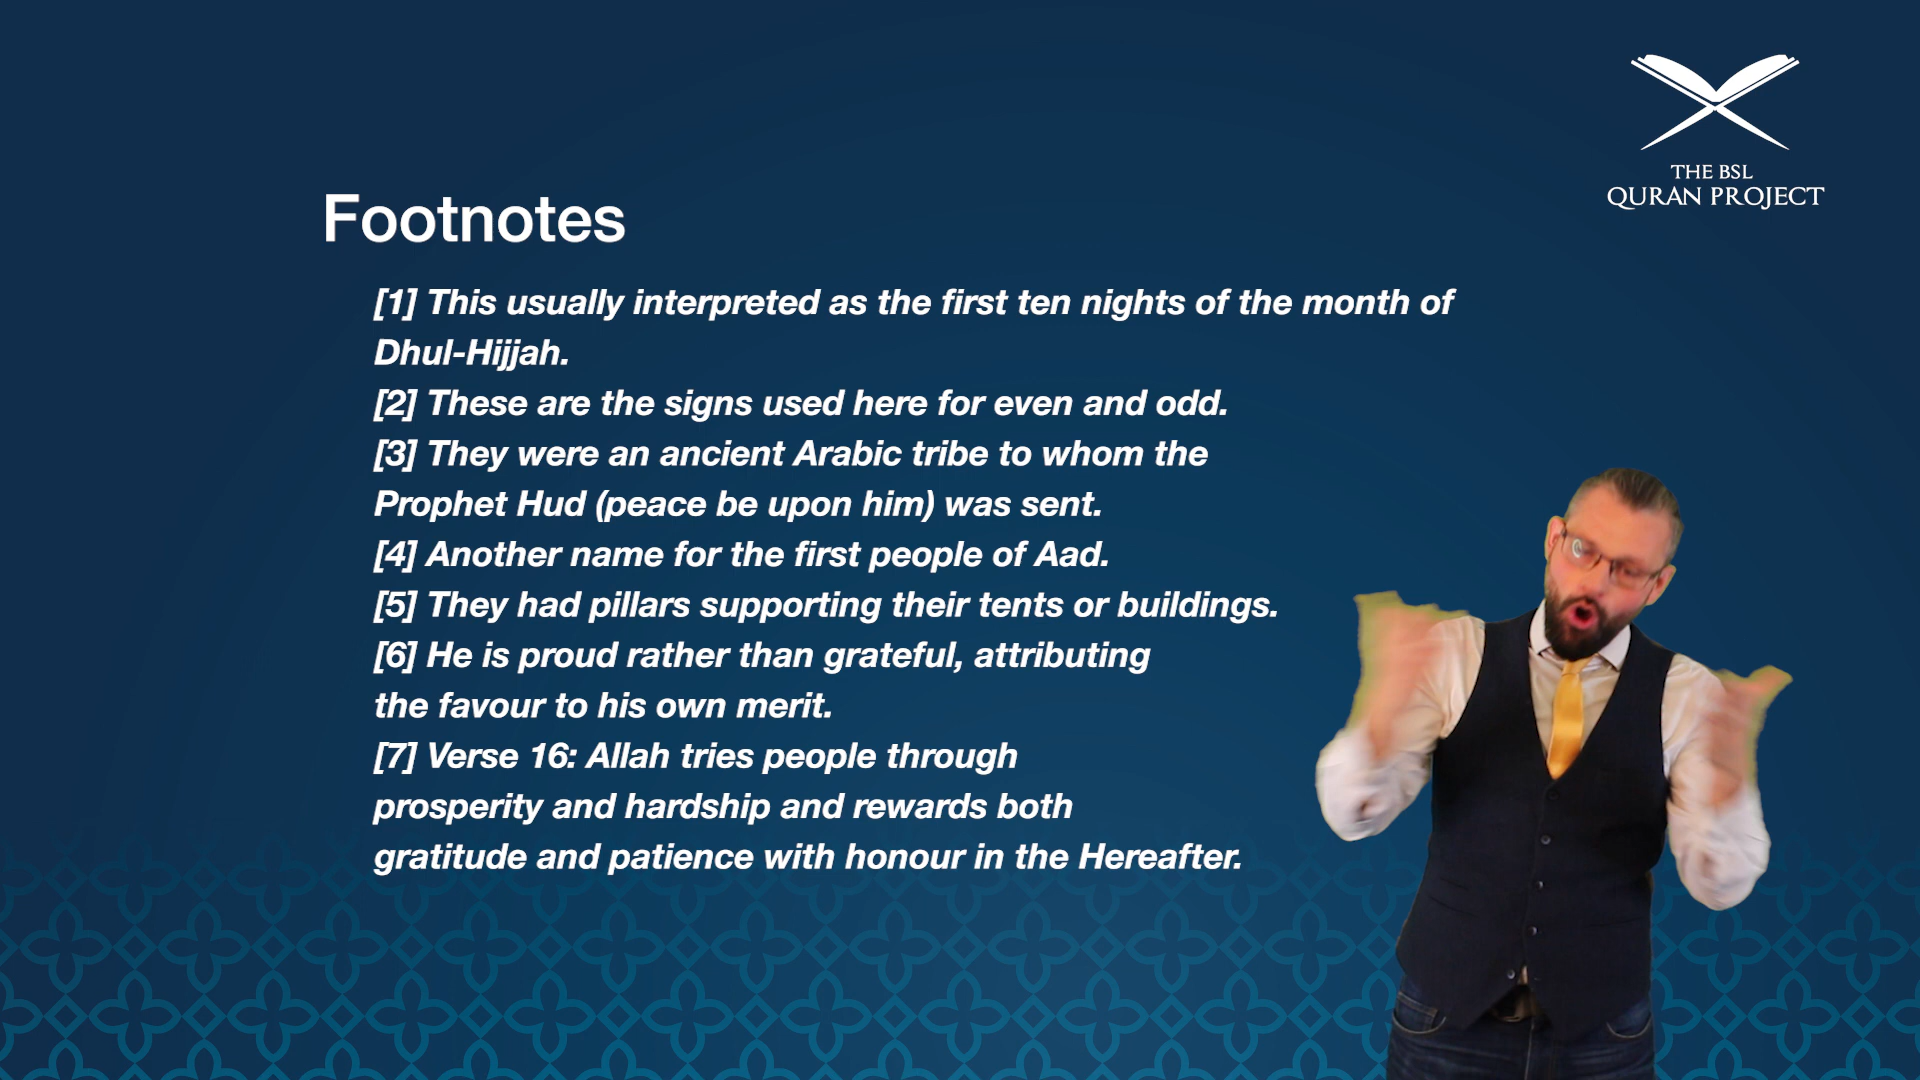 THE BSL
QURAN PROJECT
Footnotes
[1] This usually interpreted as the first ten nights of the month of
Dhul-Hijjah.
[2] These are the signs used here for even and odd.
[3] They were an ancient Arabic tribe to whom the
Prophet Hud (peace be upon him) was sent.
[4] Another name for the first people of Aad.
[5] They had pillars supporting their tents or buildings.
[6] He is proud rather than grateful, attributing
the favour to his own merit.
[7] Verse 16: Allah tries people through
prosperity and hardship and rewards both
gratitude and patience with honour in the Hereafter.